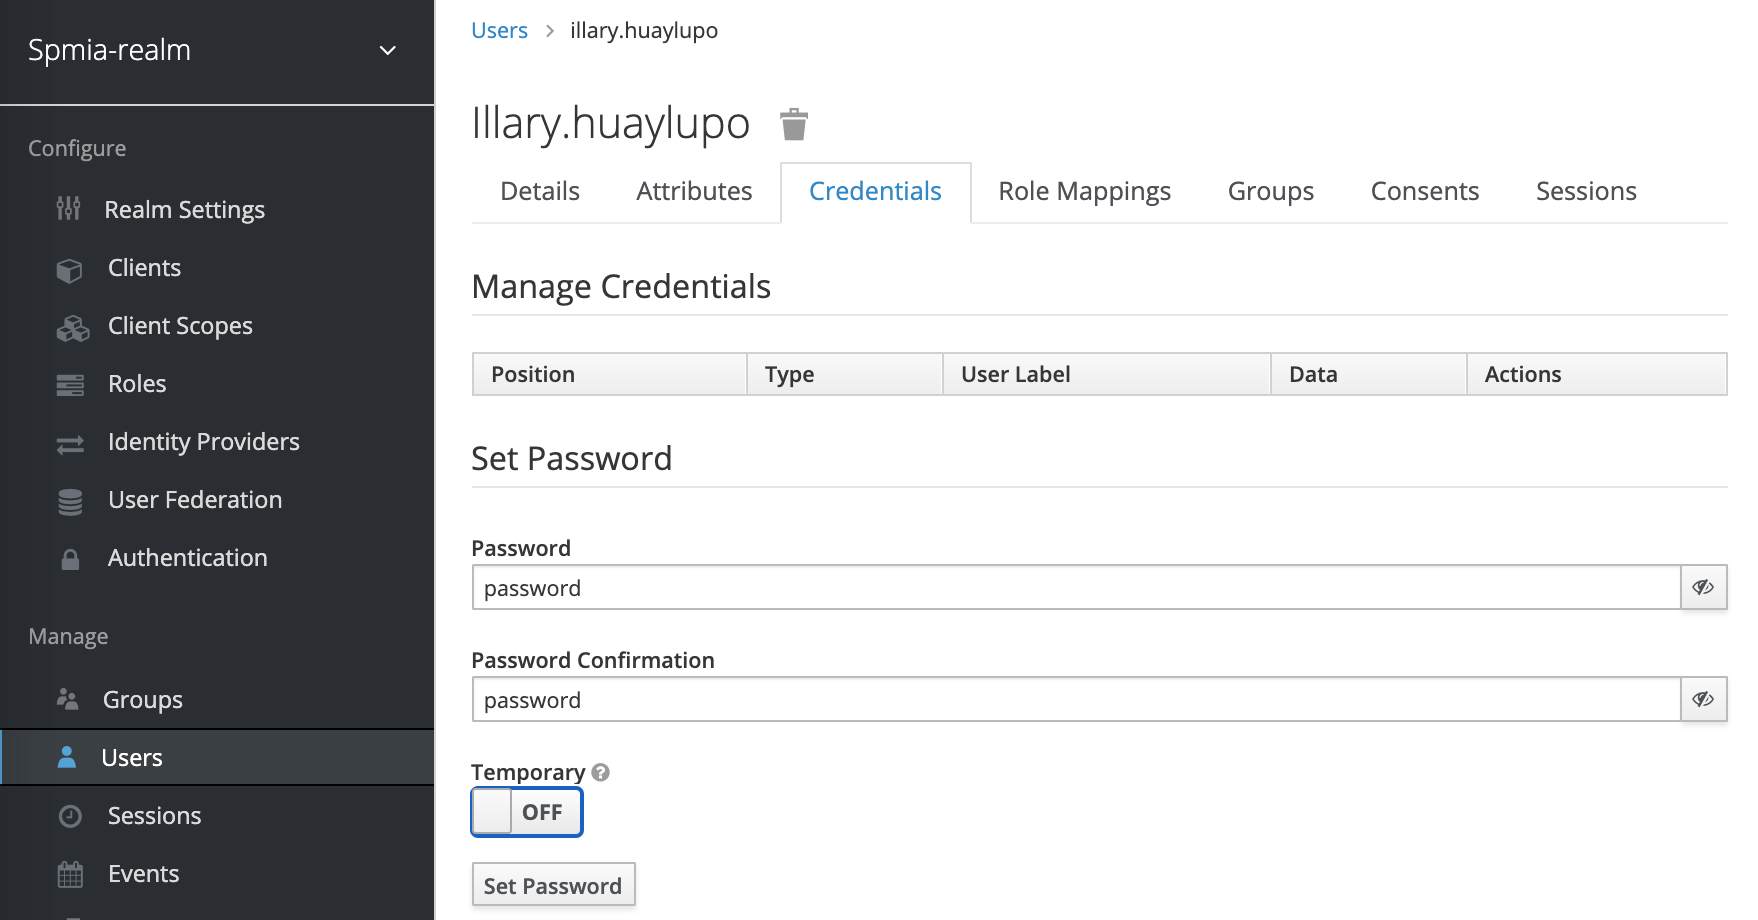 Spmia-realm
Configure
Realm Settings
Clients
Client Scopes
Roles
Identity Providers
User Federation
Authentication
Manage
Groups
Users
Sessions
Events
Users > illary.huaylupo
Illary.huaylupo
Details Attributes Credentials Role Mappings Groups Consents Sessions
Manage Credentials
Position Type User Label Data Actions
Set Password
Password
password
Password Confirmation
password
Temporary ?
OFF
Set Password